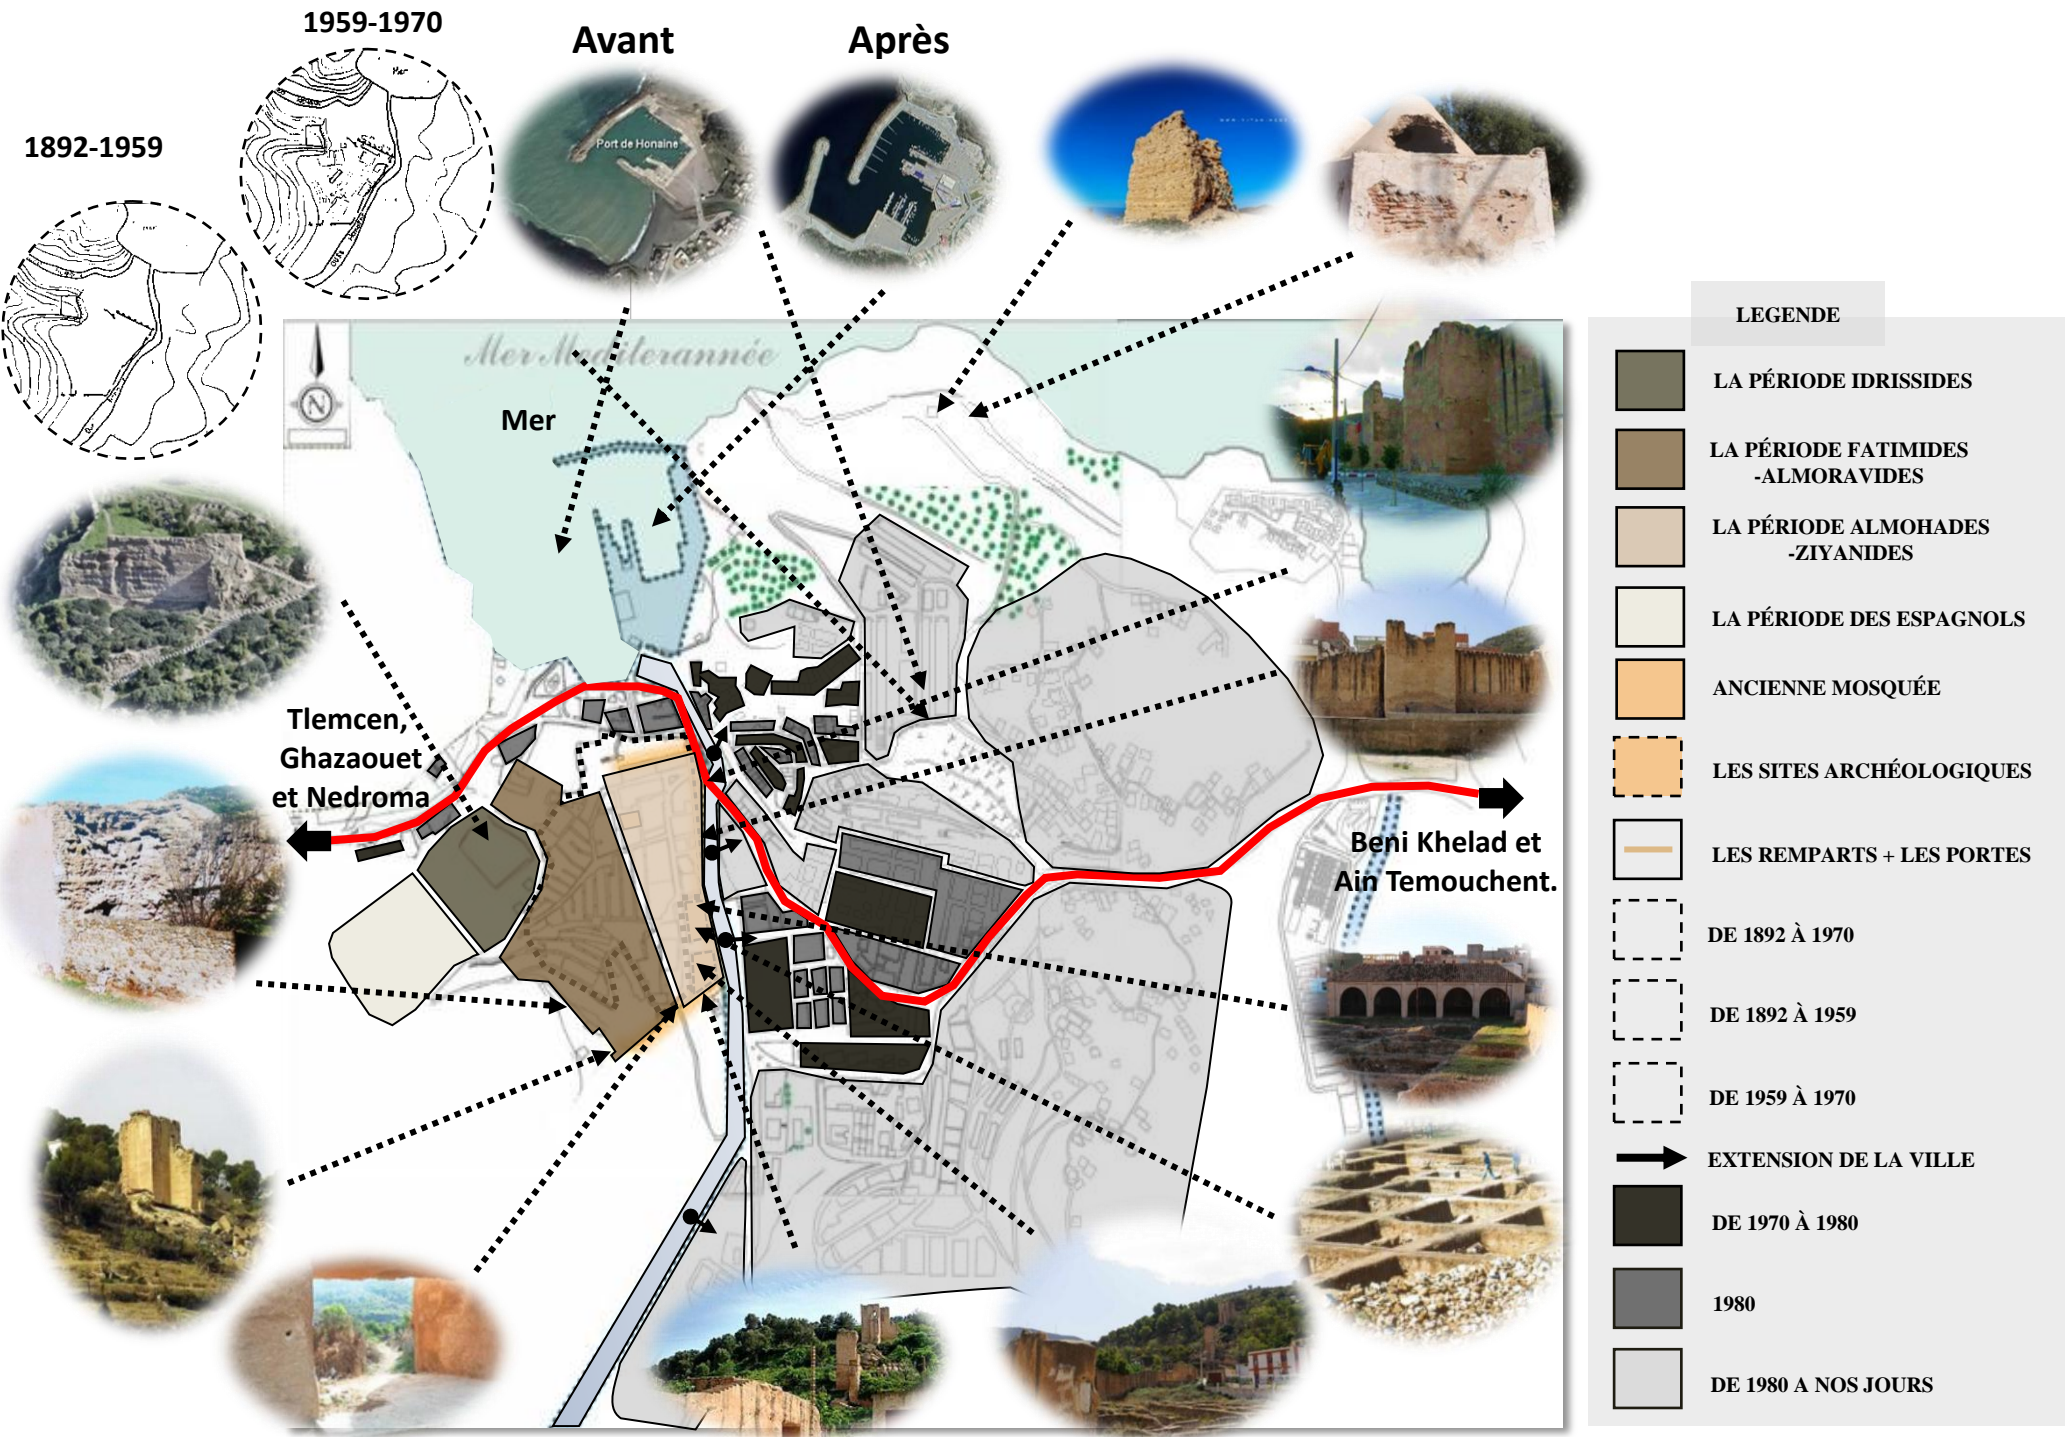 1959-1970
Avant
Après
1892-1959
Mer
Mer
Port de Honaine
Mer Mediterannée
Mer
N
Tlemcen,
Ghazaouet
et Nedroma
Beni Khelad et
Ain Temouchent.
LEGENDE
LA PÉRIODE IDRISSIDES
LA PÉRIODE FATIMIDES
-ALMORAVIDES
LA PÉRIODE ALMOHADES
-ZIYANIDES
LA PÉRIODE DES ESPAGNOLS
ANCIENNE MOSQUÉE
LES SITES ARCHÉOLOGIQUES
LES REMPARTS + LES PORTES
DE 1892 À 1970
DE 1892 À 1959
DE 1959 À 1970
EXTENSION DE LA VILLE
DE 1970 À 1980
1980
DE 1980 A NOS JOURS